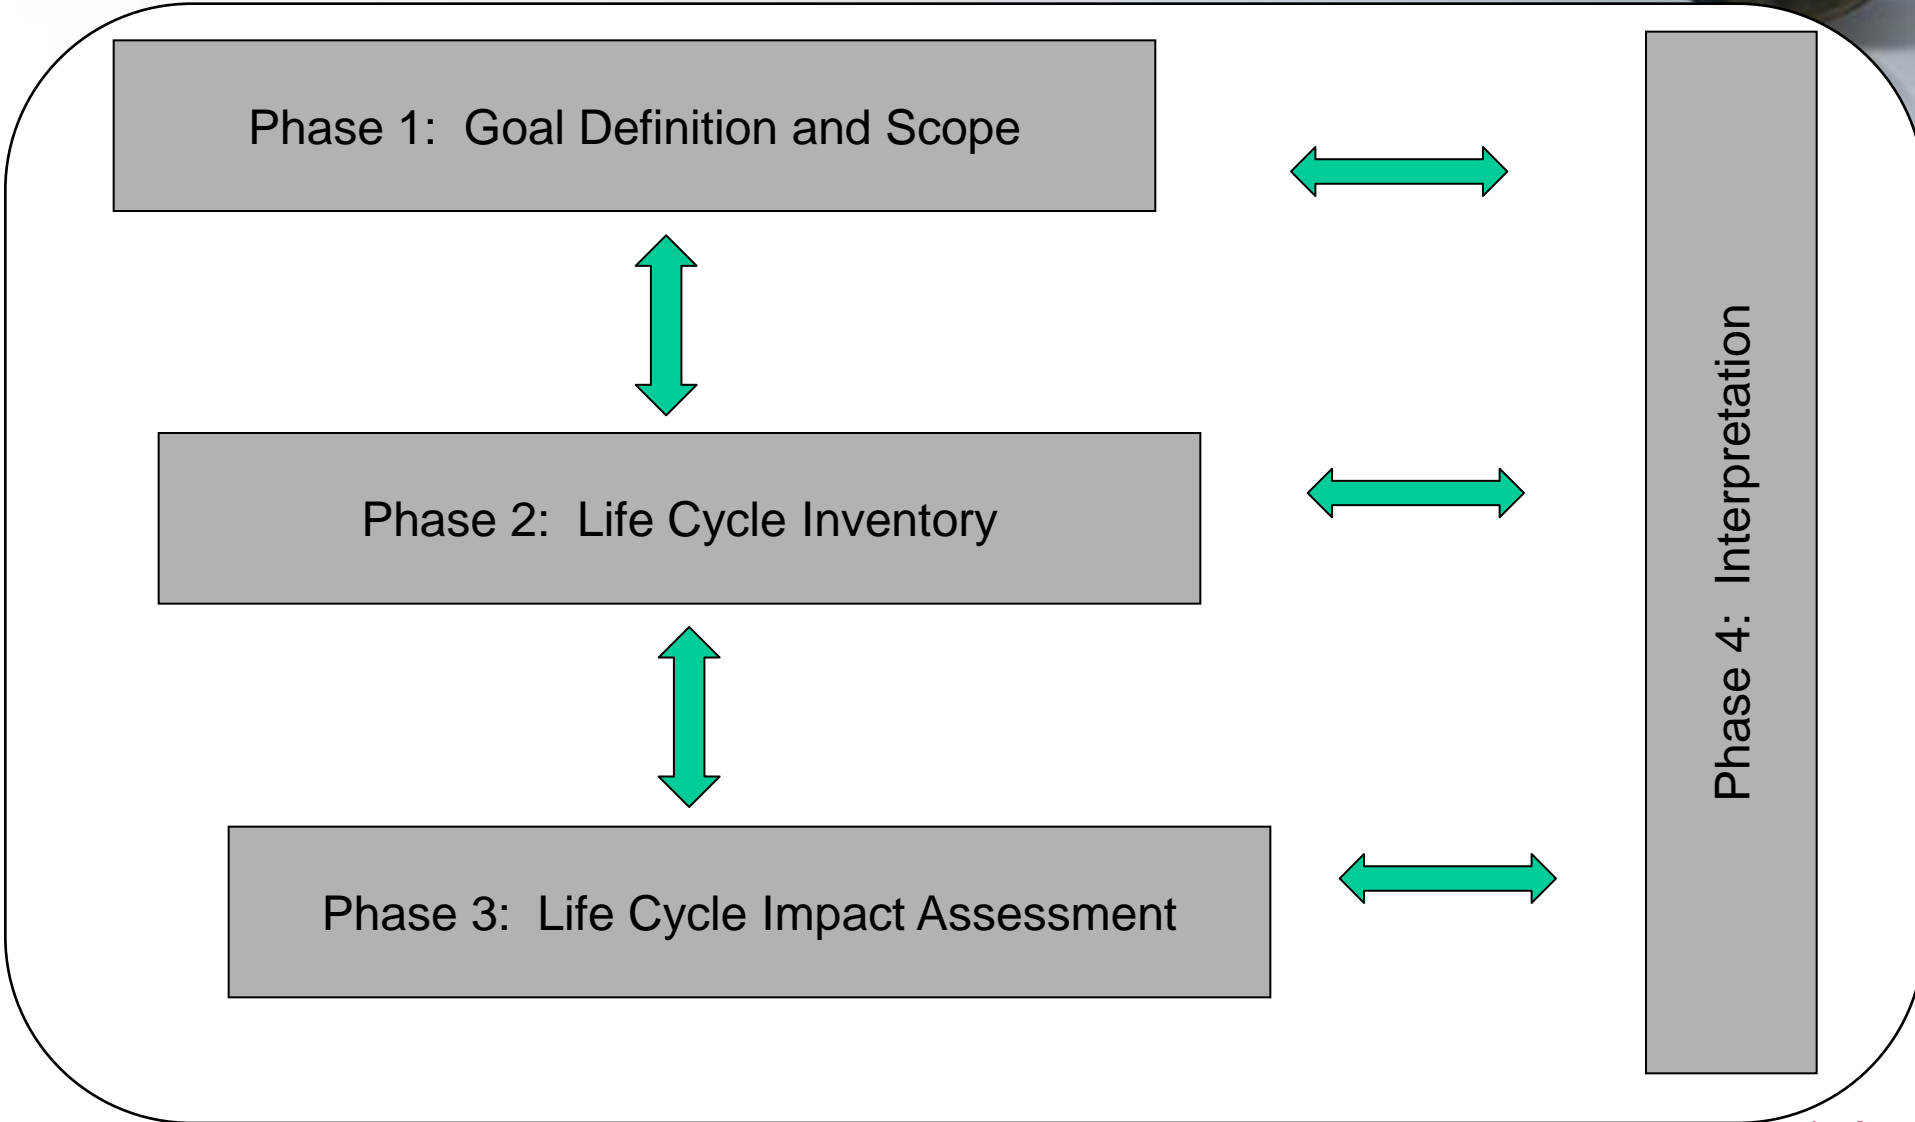 Phase 1:  Goal Definition and Scope
Phase 2:  Life Cycle Inventory
Phase 3:  Life Cycle Impact Assessment
Phase 4:  Interpretation